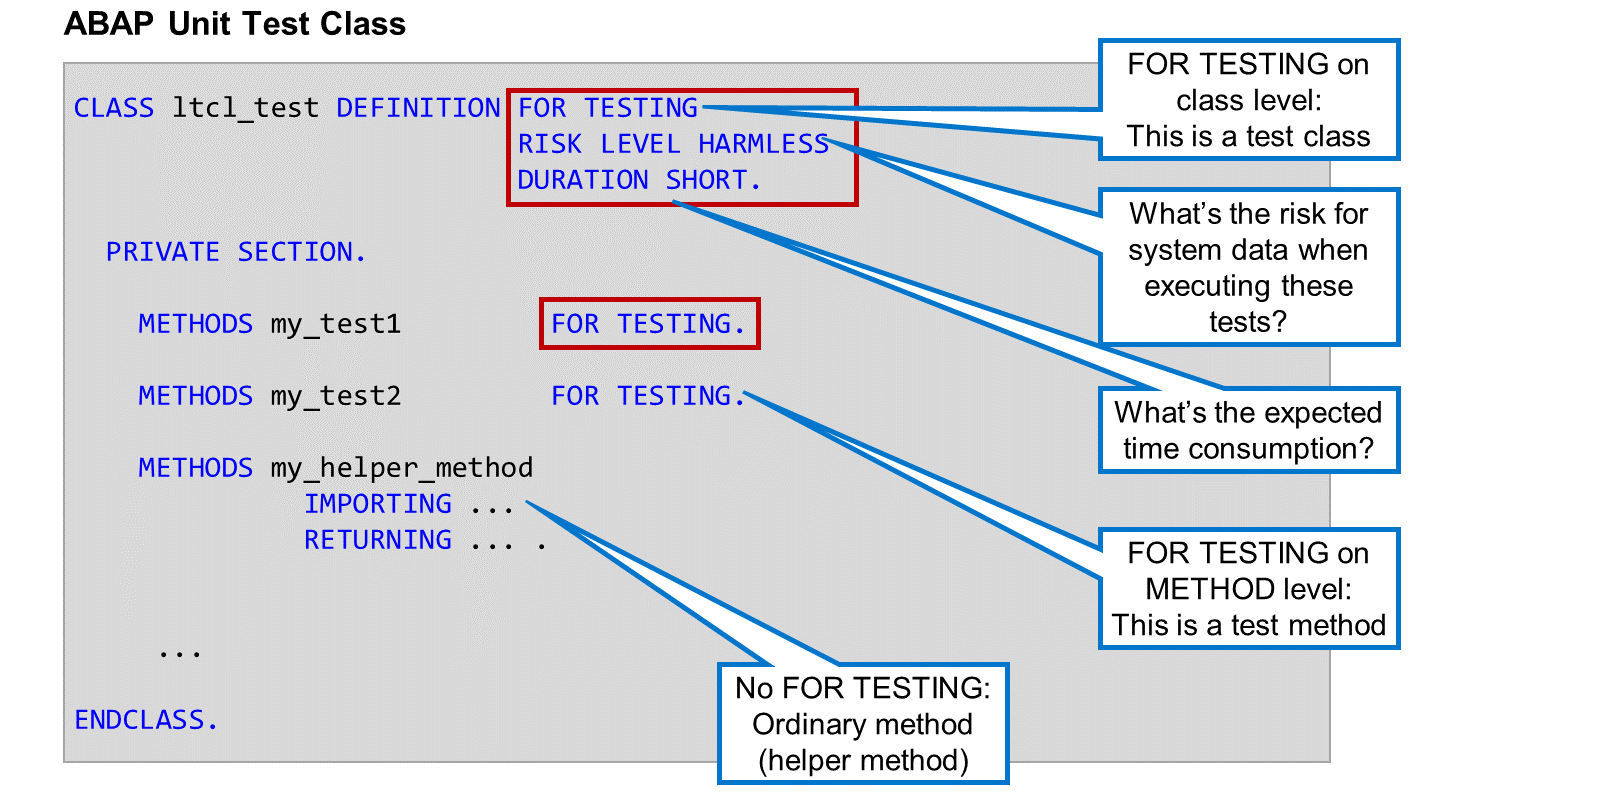 ABAP Unit Test Class
CLASS ltcl_test DEFINITION FOR TESTING
RISK LEVEL HARMLESS
DURATION SHORT.
PRIVATE SECTION.
METHODS my_test1 FOR TESTING.
METHODS my_test2 FOR TESTING.
METHODS my_helper_method
IMPORTING ...
RETURNING ... .
...
ENDCLASS.
FOR TESTING on
class level:
This is a test class
What's the risk for
system data when
executing these
tests?
What's the expected
time consumption?
FOR TESTING on
METHOD level:
This is a test method
No FOR TESTING:
Ordinary method
(helper method)